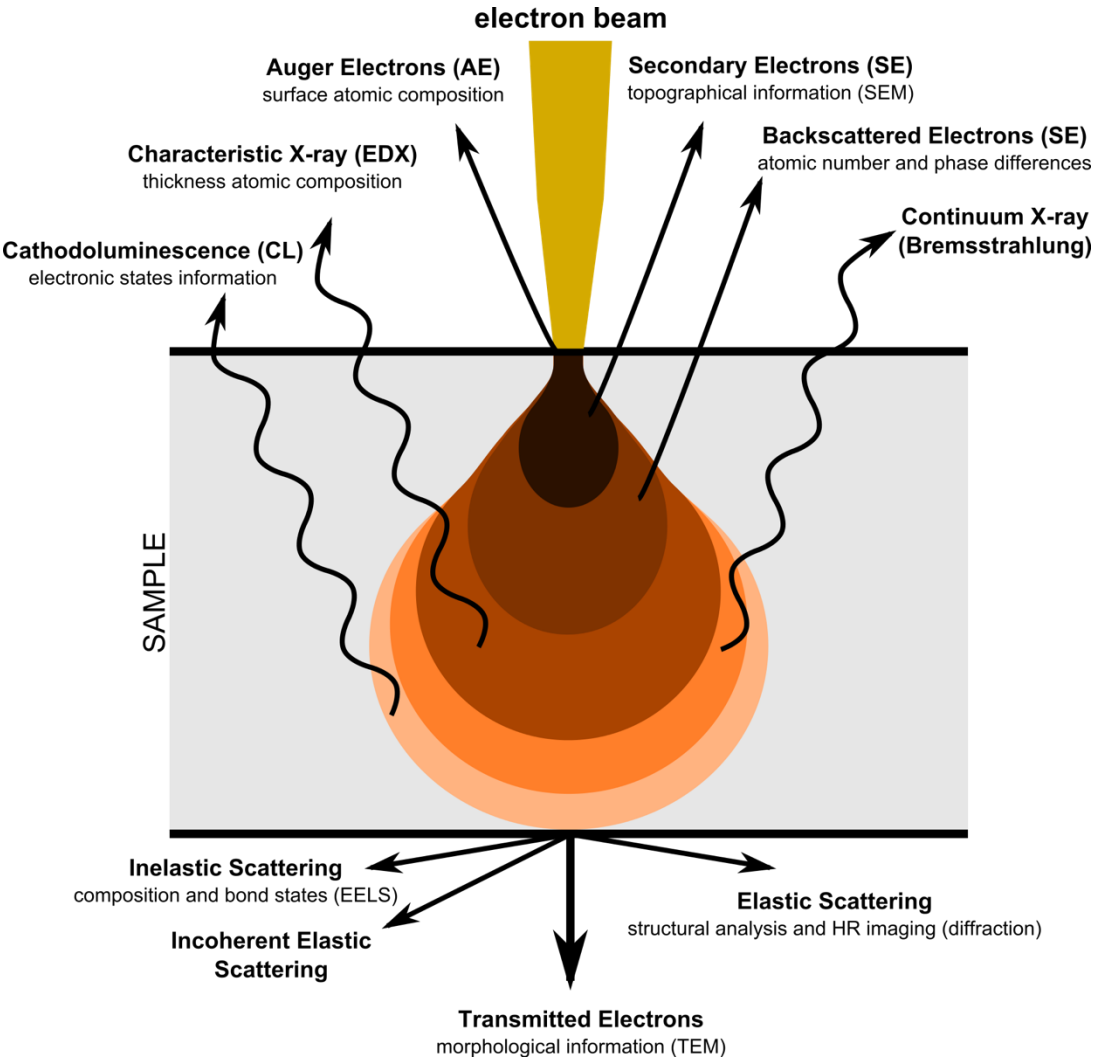 electron beam
Auger Electrons (AE)
surface atomic composition
Secondary Electrons (SE)
topographical information (SEM)
Characteristic X-ray (EDX)
thickness atomic composition
Backscattered Electrons (SE)
atomic number and phase differences
Cathodoluminescence (CL)
electronic states information
Continuum X-ray
(Bremsstrahlung)
SAMPLE
Inelastic Scattering
composition and bond states (EELS)
Incoherent Elastic
Scattering
Elastic Scattering
structural analysis and HR imaging (diffraction)
Transmitted Electrons
morphological information (TEM)